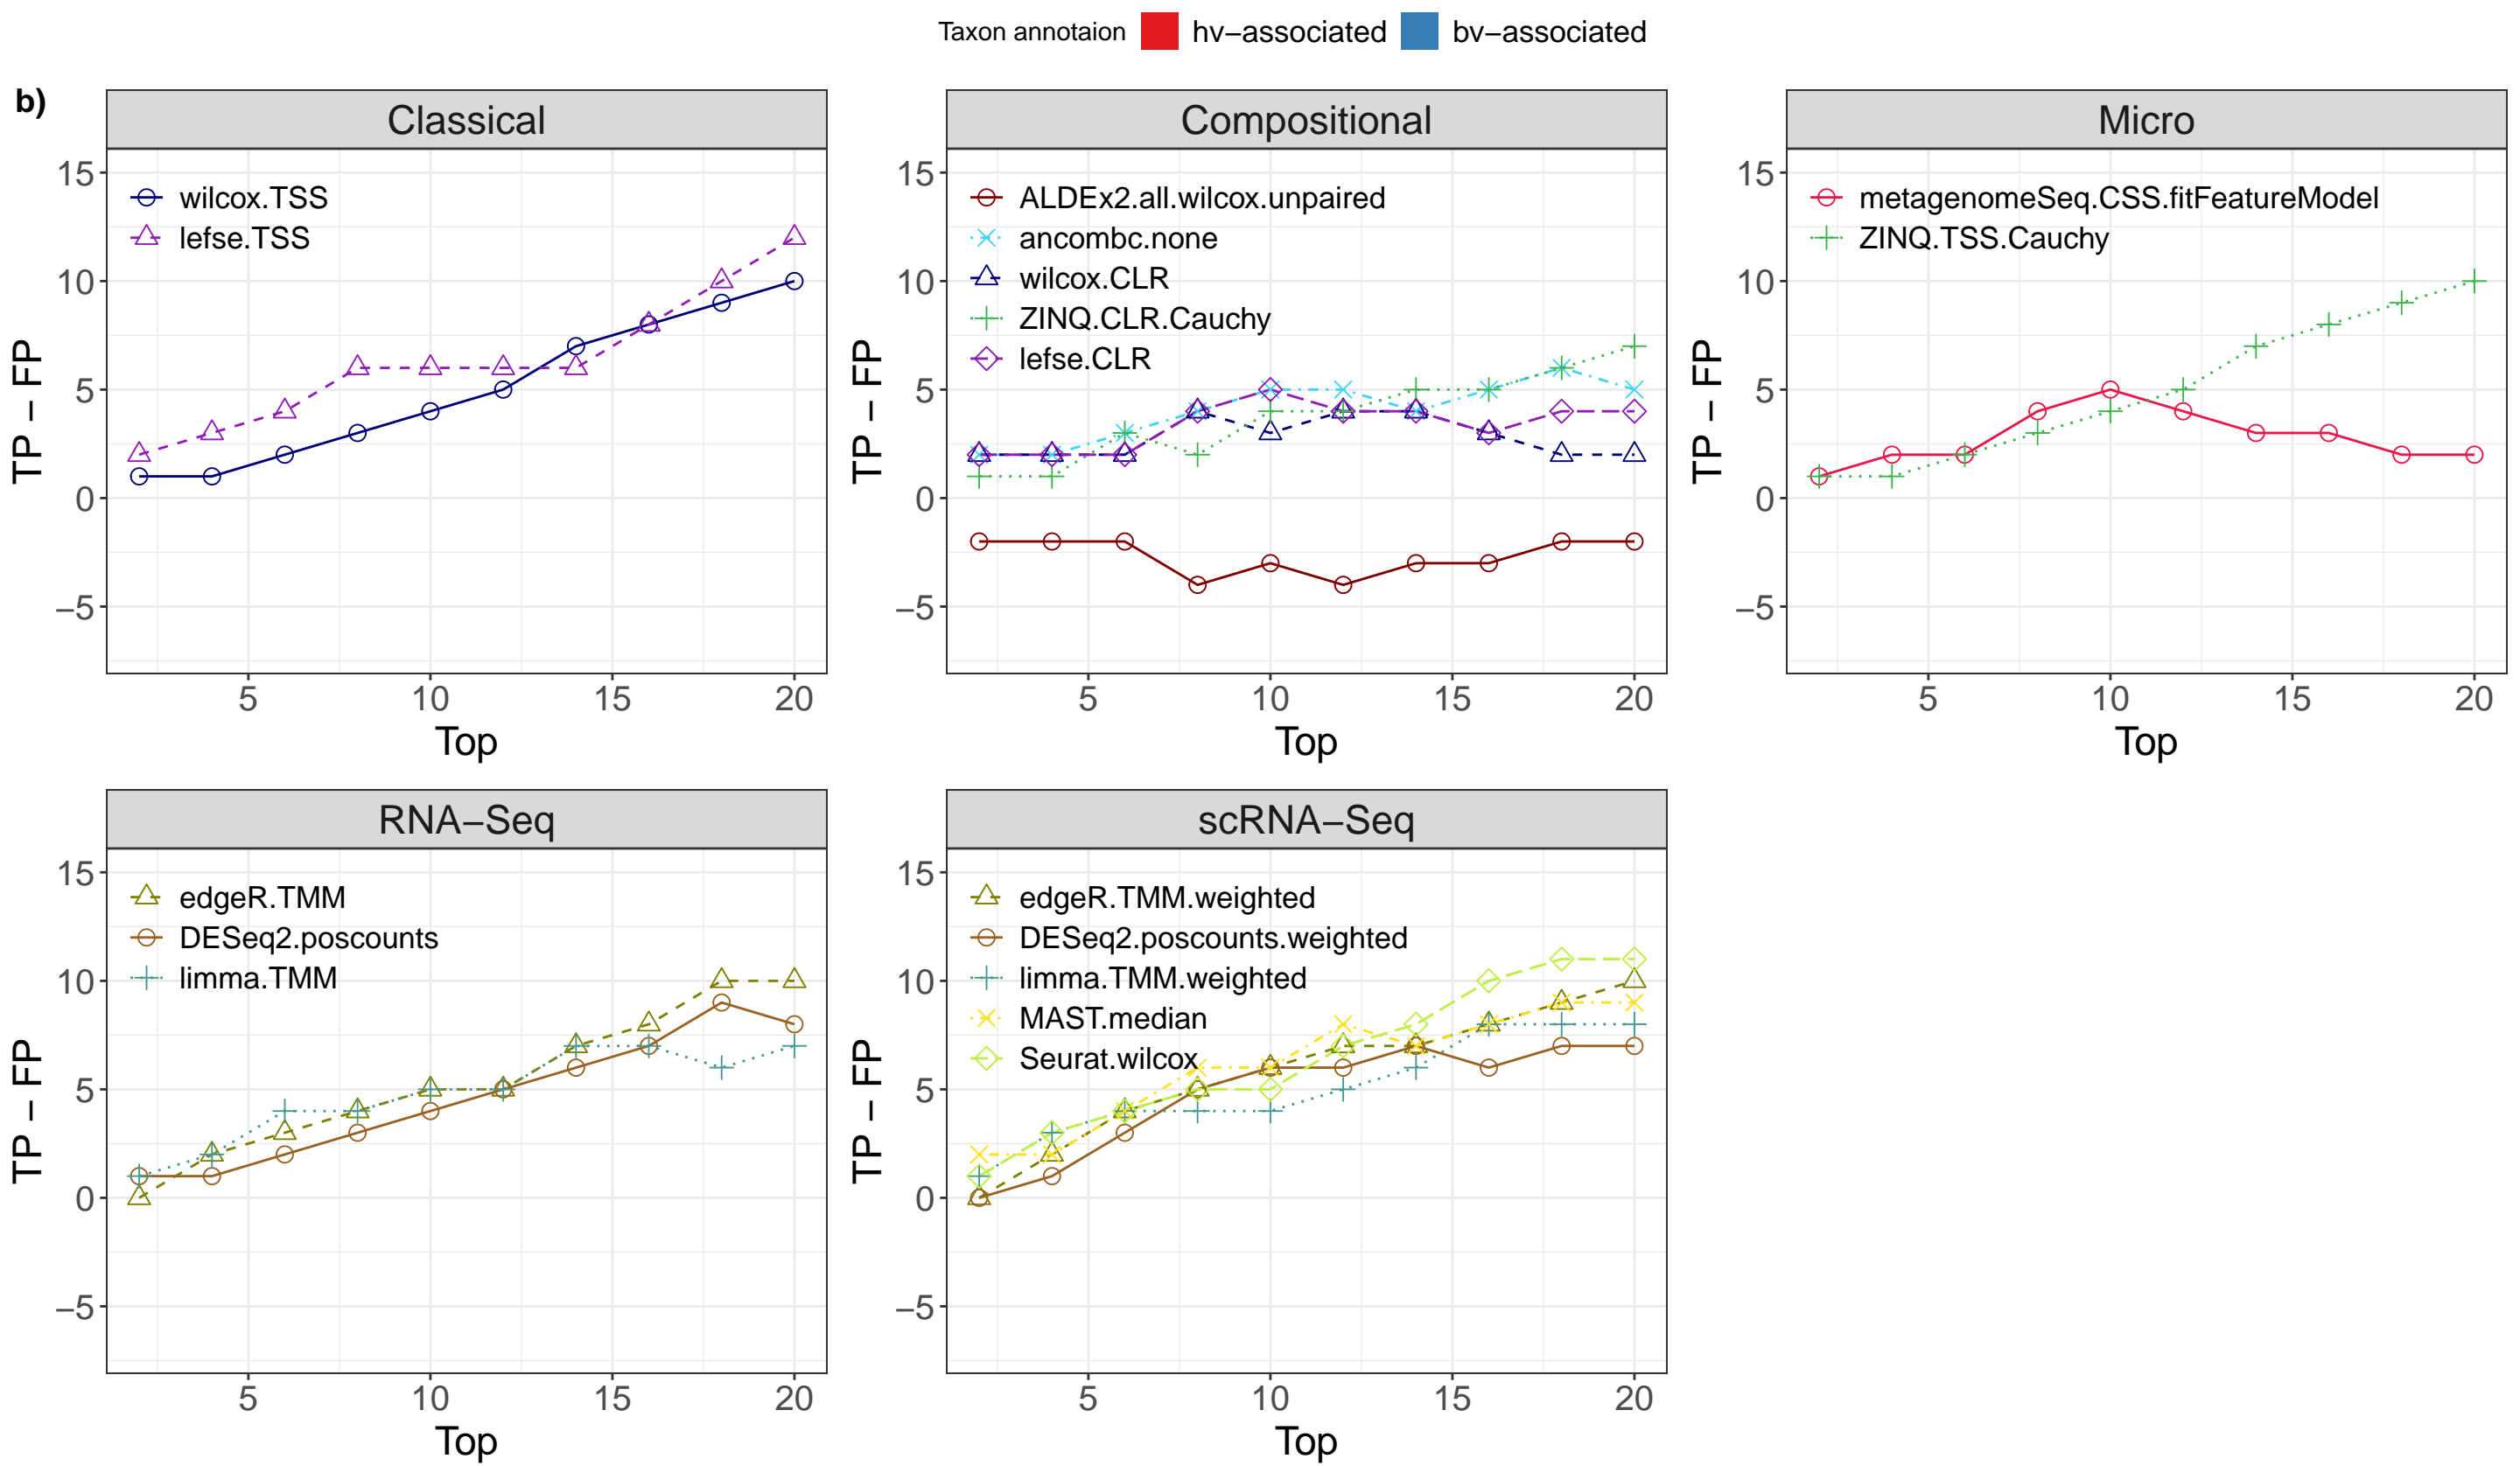 Taxon annotaion hv−associated bv−associated
b)
Classical
15
10
5
0
−5
TP − FP
wilcox.TSS
lefse.TSS
5 10 15 20
Top
Compositional
15
10
5
0
−5
TP − FP
ALDEx2.all.wilcox.unpaired
ancombc.none
wilcox.CLR
ZINQ.CLR.Cauchy
lefse.CLR
5 10 15 20
Top
Micro
15
10
5
0
−5
TP − FP
metagenomeSeq.CSS.fitFeatureModel
ZINQ.TSS.Cauchy
5 10 15 20
Top
RNA−Seq
15
10
5
0
−5
TP − FP
edgeR.TMM
DESeq2.poscounts
limma.TMM
5 10 15 20
Top
scRNA−Seq
15
10
5
0
−5
TP − FP
edgeR.TMM.weighted
DESeq2.poscounts.weighted
limma.TMM.weighted
MAST.median
Seurat.wilcox
5 10 15 20
Top